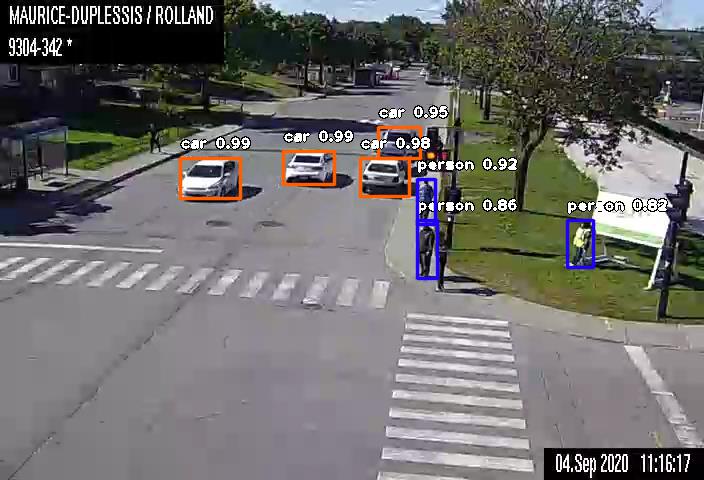 MAURICE-DUPLESSIS / ROLLAND
9304-342 *
car 0.95
car 0.99
car 0.99
car 0.98
person 0.92
person 0.86
person 0.82
04.Sep 2020 11:16:17